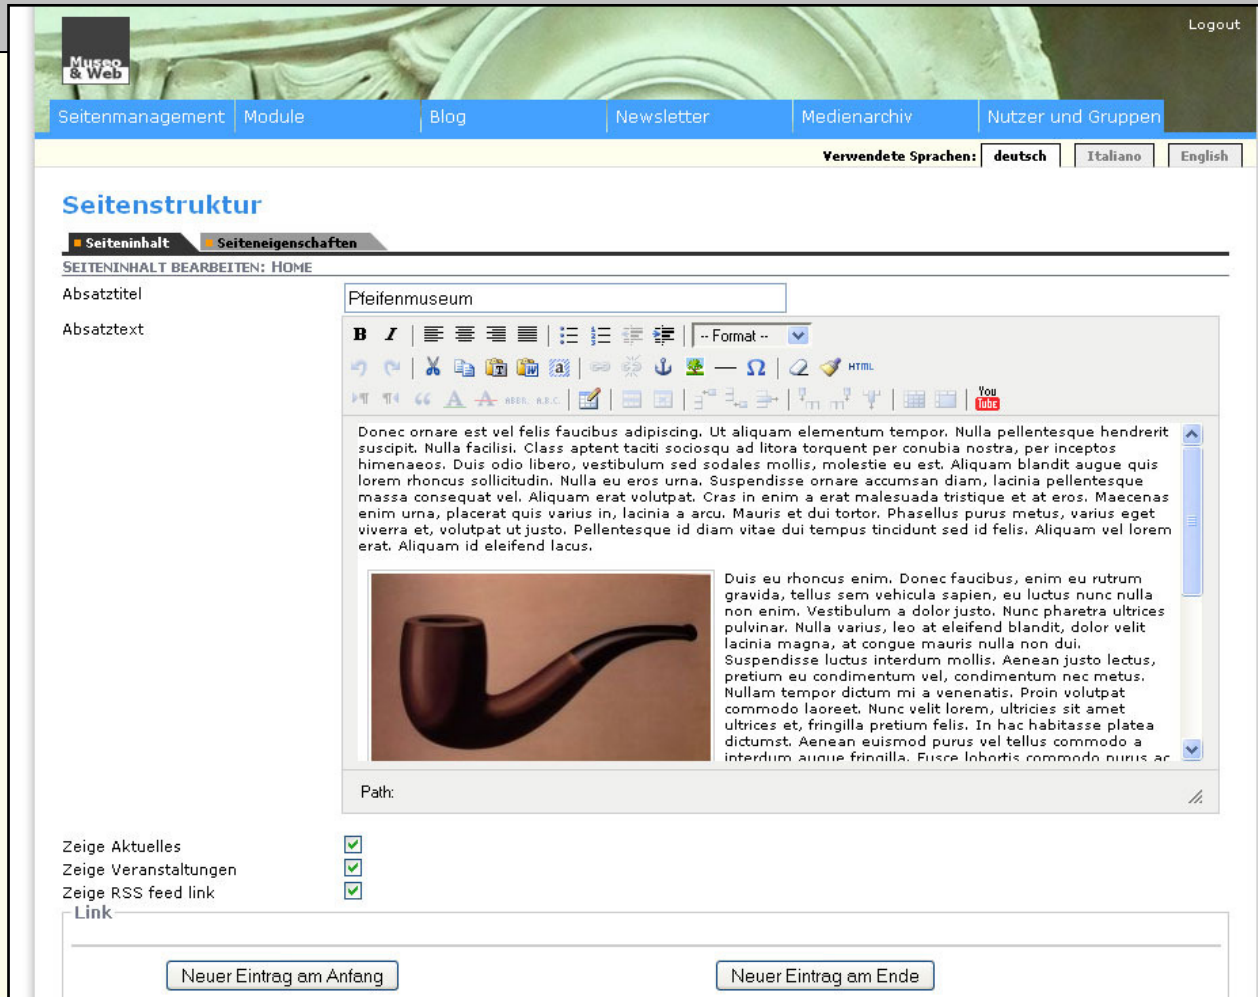 Logout
Museo
& Web
Seitenmanagement Module Blog Newsletter Medienarchiv Nutzer und Gruppen
Verwendete Sprachen: deutsch Italiano English
Seitenstruktur
Seiteninhalt Seiteneigenschaften
SEITENINHALT BEARBEITEN: HOME
Absatztitel Pfeifenmuseum
Absatztext
B I -- Format --
HTML
ABBR. A.B.C. You Tube
Donec ornare est vel felis faucibus adipiscing. Ut aliquam elementum tempor. Nulla pellentesque hendrerit
suscipit. Nulla facilisi. Class aptent taciti sociosqu ad litora torquent per conubia nostra, per inceptos
himenaeos. Duis odio libero, vestibulum sed sodales mollis, molestie eu est. Aliquam blandit augue quis
lorem rhoncus sollicitudin. Nulla eu eros urna. Suspendisse ornare accumsan diam, lacinia pellentesque
massa consequat vel. Aliquam erat volutpat. Cras in enim a erat malesuada tristique et at eros. Maecenas
enim urna, placerat quis varius in, lacinia a arcu. Mauris et dui tortor. Phasellus purus metus, varius eget
viverra et, volutpat ut justo. Pellentesque id diam vitae dui tempus tincidunt sed id felis. Aliquam vel lorem
erat. Aliquam id eleifend lacus.
Duis eu rhoncus enim. Donec faucibus, enim eu rutrum
gravida, tellus sem vehicula sapien, eu luctus nunc nulla
non enim. Vestibulum a dolor justo. Nunc pharetra ultrices
pulvinar. Nulla varius, leo at eleifend blandit, dolor velit
lacinia magna, at congue mauris nulla non dui.
Suspendisse luctus interdum mollis. Aenean justo lectus,
pretium eu condimentum vel, condimentum nec metus.
Nullam tempor dictum mi a venenatis. Proin volutpat
commodo laoreet. Nunc velit lorem, ultricies sit amet
ultrices et, fringilla pretium felis. In hac habitasse platea
dictumst. Aenean euismod purus vel tellus commodo a
interdum augue fringilla. Fusce lobortis commodo purus ac
Path:
Zeige Aktuelles
Zeige Veranstaltungen
Zeige RSS feed link
Link
Neuer Eintrag am Anfang Neuer Eintrag am Ende